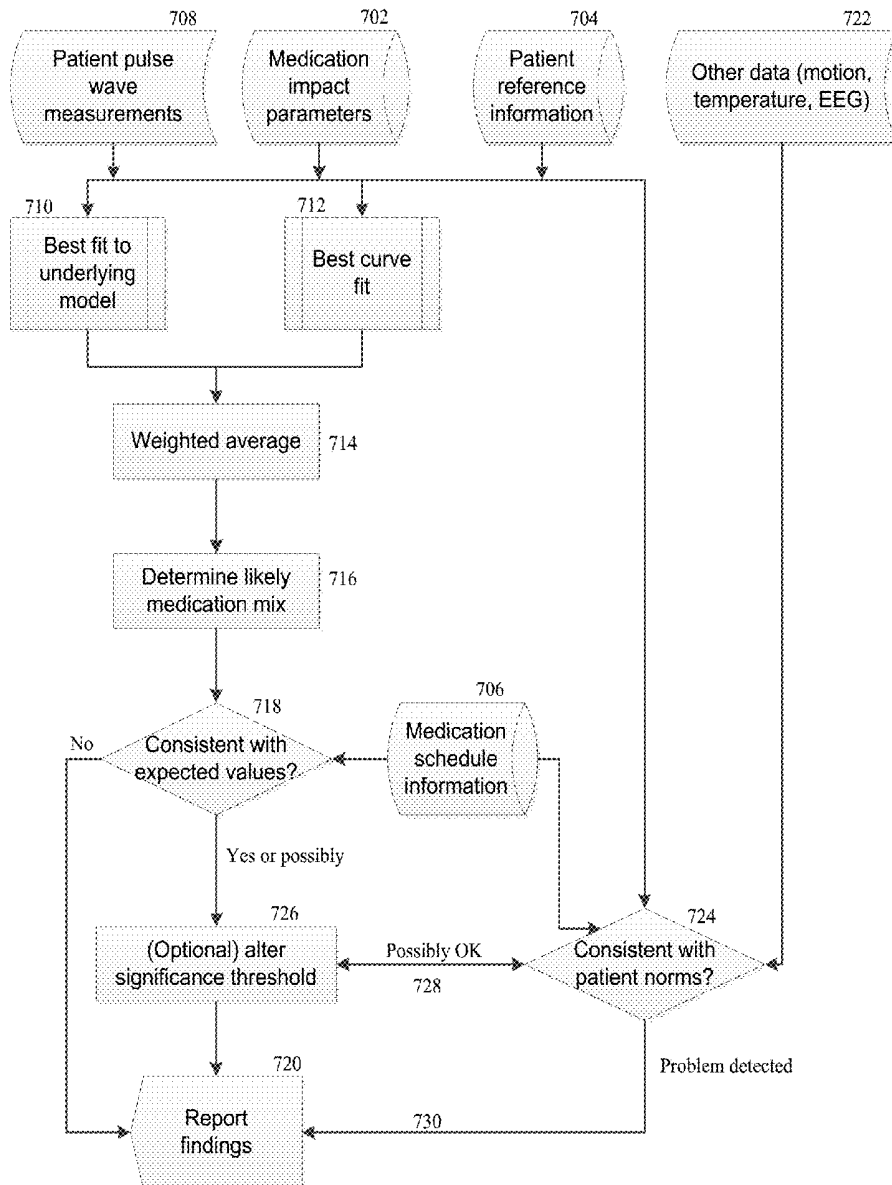 708
702
704
722
Patient pulse
wave
measurements
Medication
impact
parameters
Patient
reference
information
Other data (motion,
temperature, EEG)
710
712
Best fit to
underlying
model
Best curve
fit
Weighted average
714
Determine likely
medication mix
716
718
706
No
Consistent with
expected values?
Medication
schedule
information
Yes or possibly
726
724
(Optional) alter
significance threshold
Possibly OK
728
Consistent with
patient norms?
720
Problem detected
Report
findings
730